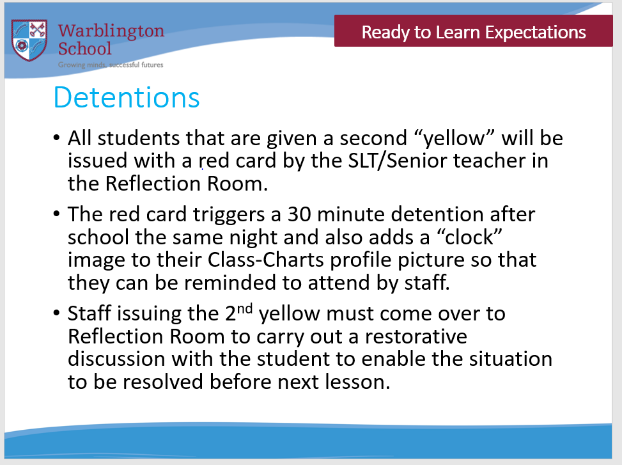 Warblington
School
Growing minds, successful futures
Ready to Learn Expectations
Detentions
• All students that are given a second “yellow” will be
issued with a red card by the SLT/Senior teacher in
the Reflection Room.
• The red card triggers a 30 minute detention after
school the same night and also adds a “clock”
image to their Class-Charts profile picture so that
they can be reminded to attend by staff.
• Staff issuing the 2nd yellow must come over to
Reflection Room to carry out a restorative
discussion with the student to enable the situation
to be resolved before next lesson.